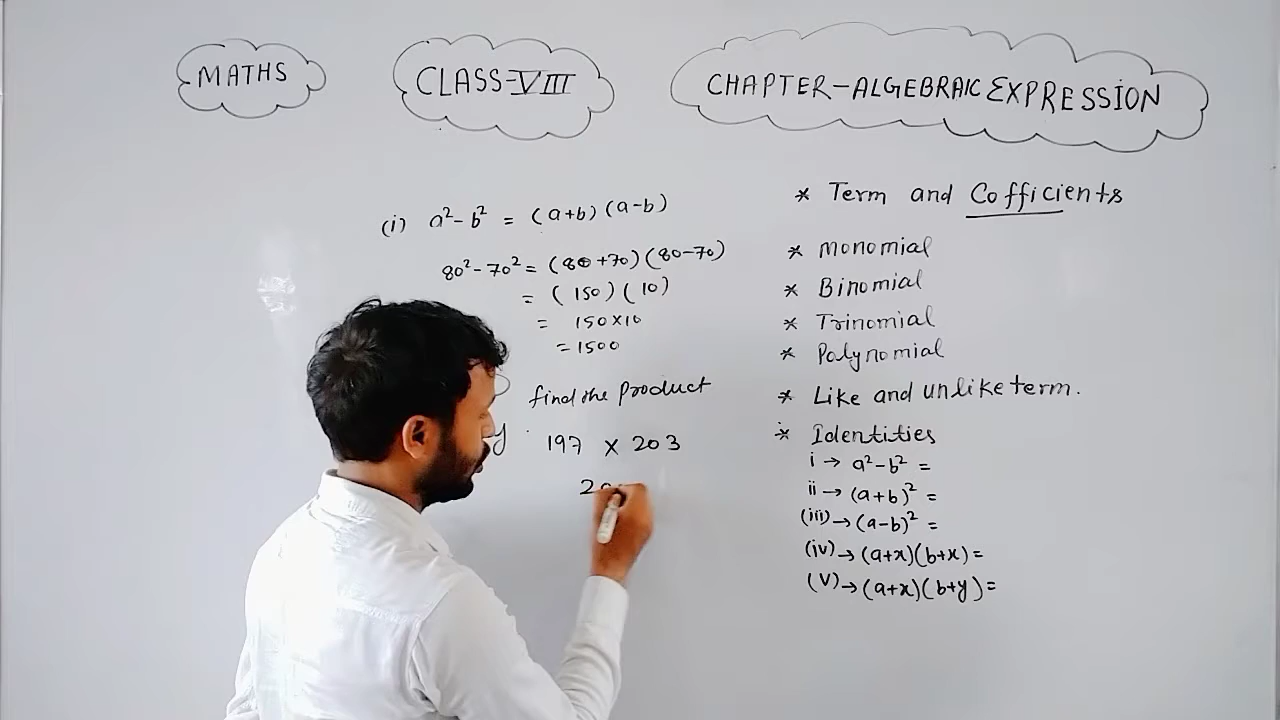 MATHS
CLASS-VIII
CHAPTER-ALGEBRAIC EXPRESSION
(i) a²-b² = (a+b)(a-b)
80²-70² = (80+70)(80-70)
= (150)(10)
= 150×10
= 1500
find the product
197 × 203
* Term and Cofficients
* Monomial
* Binomial
* Trinomial
* Polynomial
* Like and unlike term.
* Identities
i → a²-b² =
ii → (a+b)² =
(iii) → (a-b)² =
(iv) → (a+x)(b+x)=
(V) → (a+x)(b+y)=